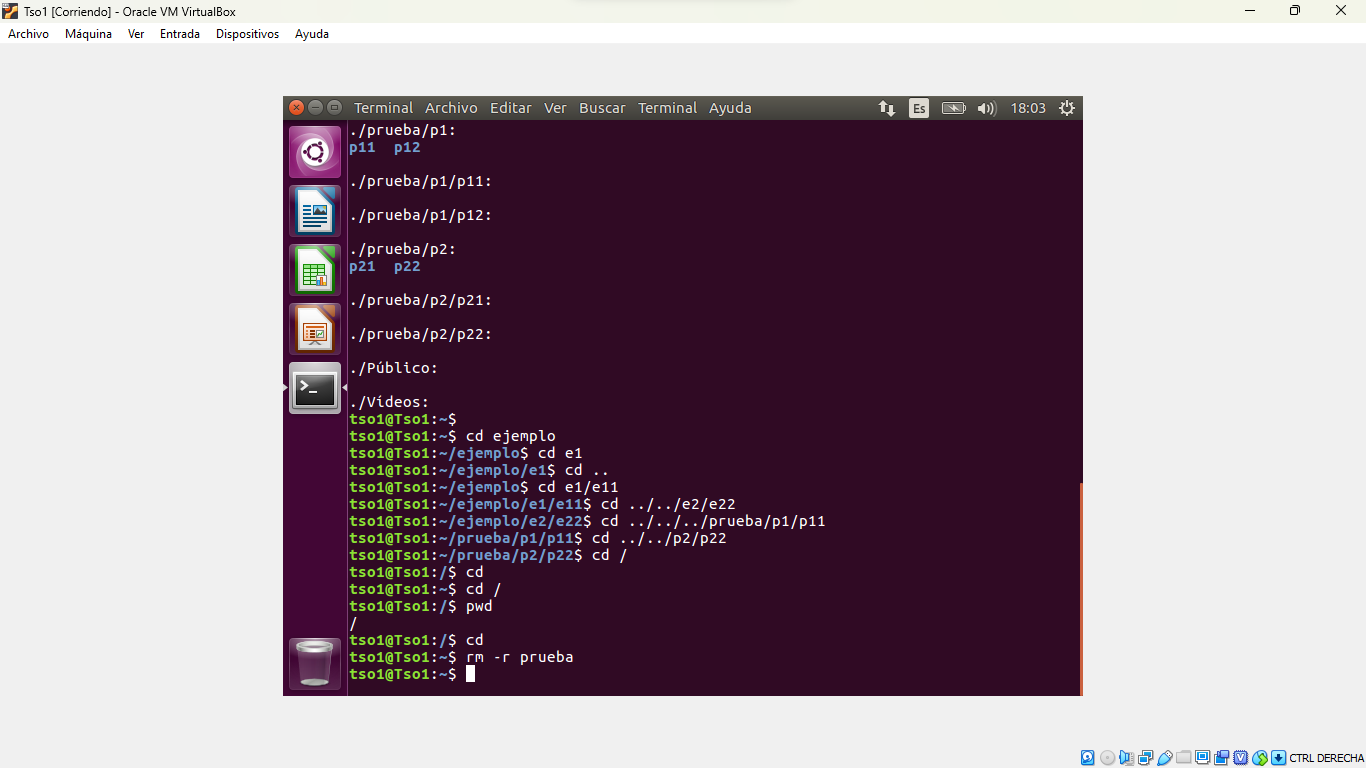 Tso1 [Corriendo] - Oracle VM VirtualBox
Archivo Máquina Ver Entrada Dispositivos Ayuda
Terminal Archivo Editar Ver Buscar Terminal Ayuda Es 18:03
./prueba/p1:
p11 p12
./prueba/p1/p11:
./prueba/p1/p12:
./prueba/p2:
p21 p22
./prueba/p2/p21:
./prueba/p2/p22:
./Público:
./Vídeos:
tso1@Tso1:~$
tso1@Tso1:~$ cd ejemplo
tso1@Tso1:~/ejemplo$ cd e1
tso1@Tso1:~/ejemplo/e1$ cd ..
tso1@Tso1:~/ejemplo$ cd e1/e11
tso1@Tso1:~/ejemplo/e1/e11$ cd ../../e2/e22
tso1@Tso1:~/ejemplo/e2/e22$ cd ../../../prueba/p1/p11
tso1@Tso1:~/prueba/p1/p11$ cd ../../p2/p22
tso1@Tso1:~/prueba/p2/p22$ cd /
tso1@Tso1:/$ cd
tso1@Tso1:~$ cd /
tso1@Tso1:/$ pwd
/
tso1@Tso1:/$ cd
tso1@Tso1:~$ rm -r prueba
tso1@Tso1:~$
CTRL DERECHA